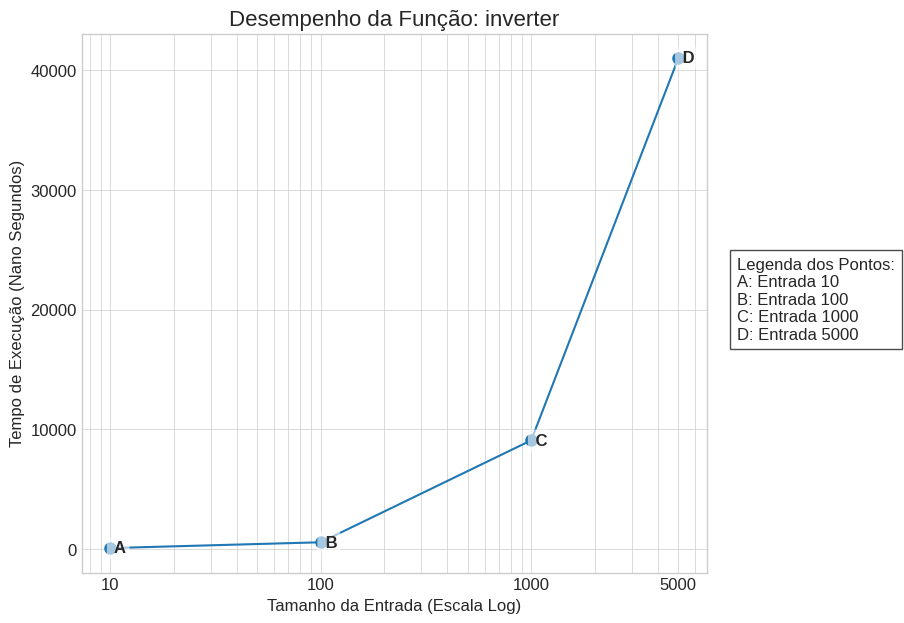 Desempenho da Função: inverter
Tempo de Execução (Nano Segundos)
40000
30000
20000
10000
0
A
B
C
D
10
100
1000
5000
Tamanho da Entrada (Escala Log)
Legenda dos Pontos:
A: Entrada 10
B: Entrada 100
C: Entrada 1000
D: Entrada 5000